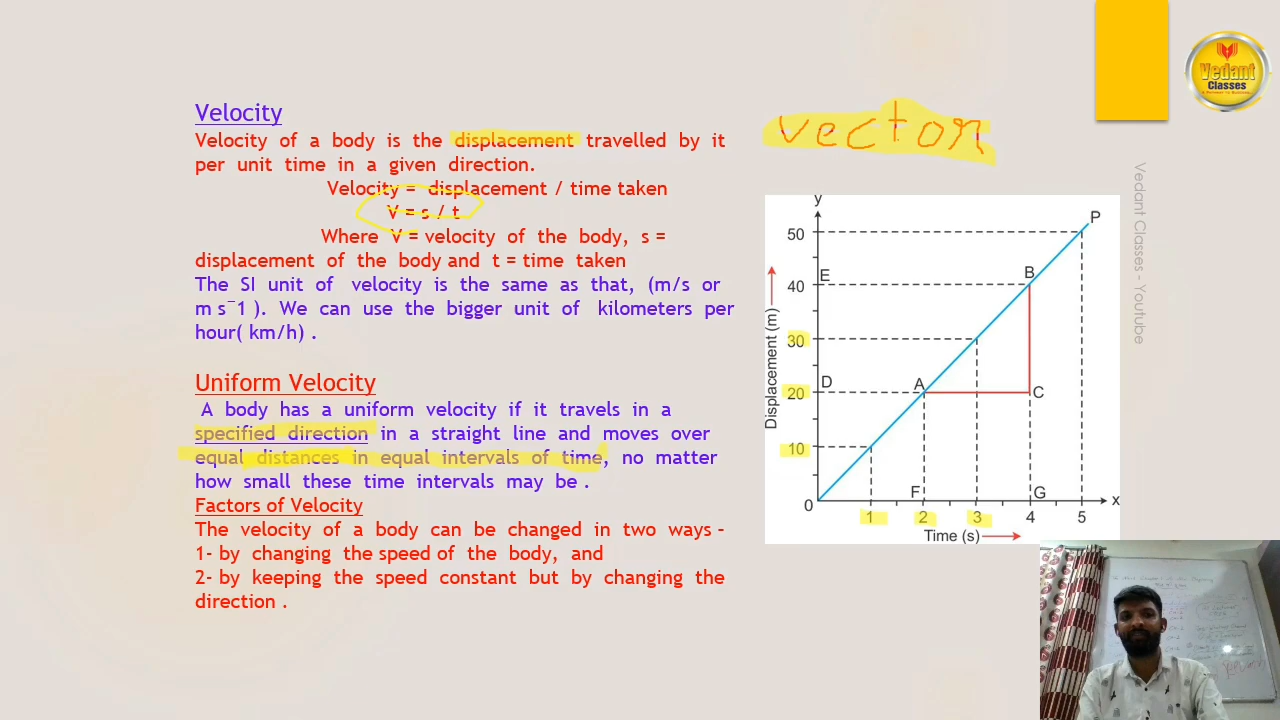 Vedant
Classes
Velocity
Velocity of a body is the displacement travelled by it
per unit time in a given direction.
Velocity = displacement / time taken
V = s / t
Where V = velocity of the body, s =
displacement of the body and t = time taken
The SI unit of velocity is the same as that, (m/s or
m s⁻1 ). We can use the bigger unit of kilometers per
hour( km/h) .
Uniform Velocity
A body has a uniform velocity if it travels in a
specified direction in a straight line and moves over
equal distances in equal intervals of time, no matter
how small these time intervals may be .
Factors of Velocity
The velocity of a body can be changed in two ways -
1- by changing the speed of the body, and
2- by keeping the speed constant but by changing the
direction .
vector
y
P
50
E
B
40
30
D
A
C
20
10
F
G
0
x
1 2 3 4 5
Displacement (m)
Time (s)
Vedant Classes - Youtube